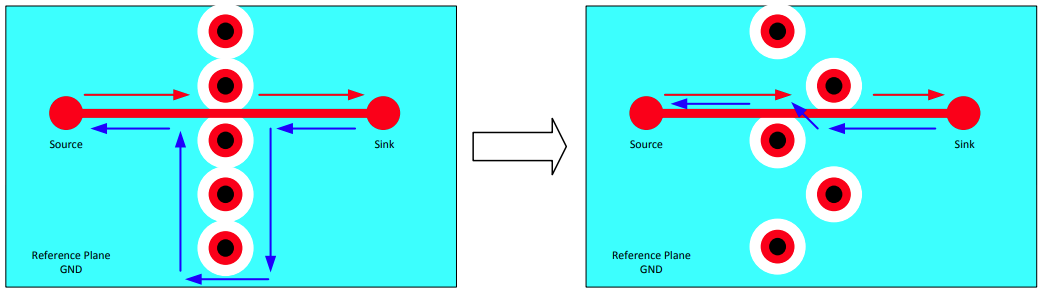 Source
Sink
Reference Plane
GND
Source
Sink
Reference Plane
GND